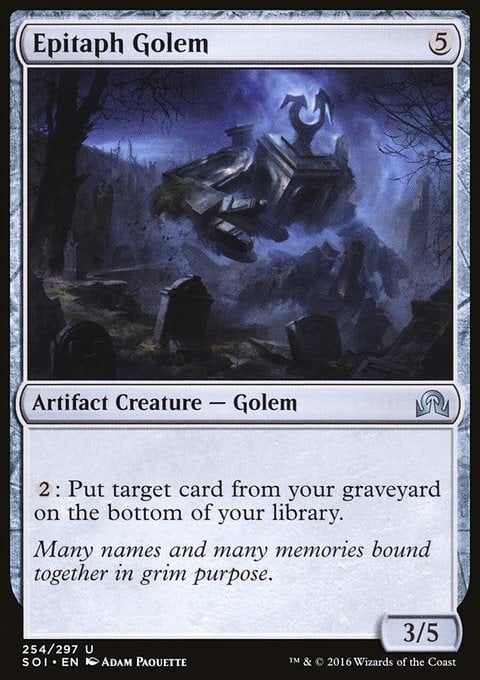 Epitaph Golem 5
Artifact Creature — Golem
2: Put target card from your graveyard
on the bottom of your library.
Many names and many memories bound
together in grim purpose.
3/5
254/297 U
SOI • EN Adam Paquette
™ & © 2016 Wizards of the Coast